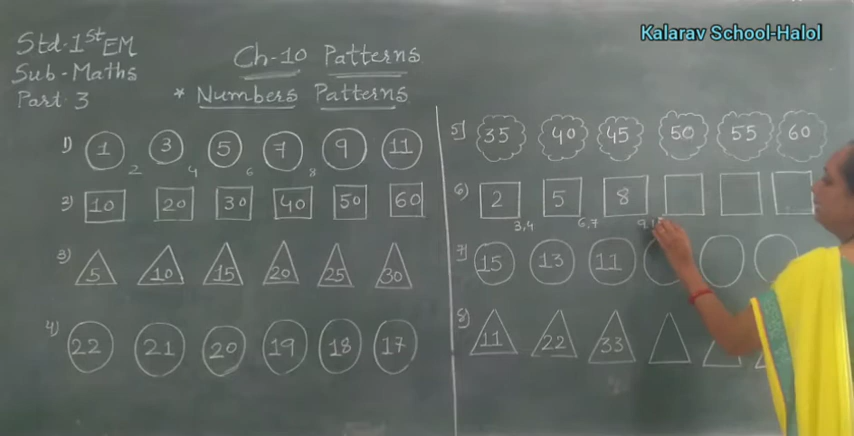 Kalarav School-Halol
Std-1st EM
Sub-Maths
Part 3
Ch-10 Patterns
* Numbers Patterns
1) 1 3 5 7 9 11
2 4 6 8
2) 10 20 30 40 50 60
3) 5 10 15 20 25 30
4) 22 21 20 19 18 17
5) 35 40 45 50 55 60
6) 2 5 8
3,4 6,7 9,
7) 15 13 11
8) 11 22 33